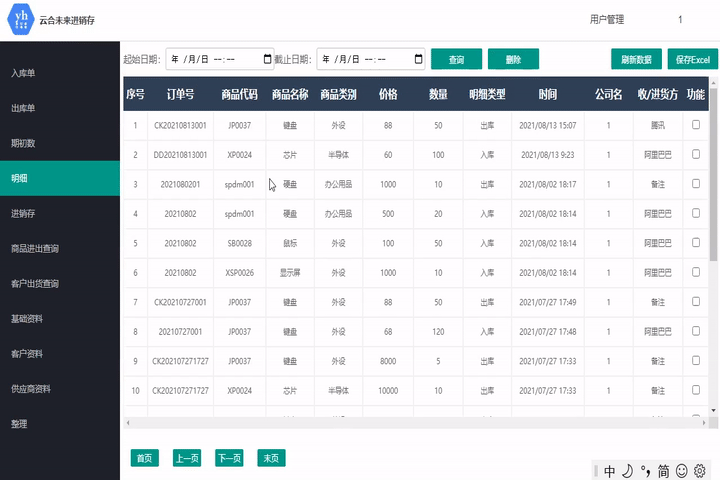 云合未来进销存
用户管理 1
入库单
出库单
期初数
明细
进销存
商品进出查询
客户出货查询
基础资料
客户资料
供应商资料
整理
起始日期： 年 /月/日 --:-- 截止日期： 年 /月/日 --:-- 查询 删除 刷新数据 保存Excel
序号 订单号 商品代码 商品名称 商品类别 价格 数量 明细类型 时间 公司名 收/进货方 功能
1 CK20210813001 JP0037 键盘 外设 88 50 出库 2021/08/13 15:07 1 腾讯
2 DD20210813001 XP0024 芯片 半导体 60 100 入库 2021/08/13 9:23 1 阿里巴巴
3 2021080201 spdm001 硬盘 办公用品 1000 10 出库 2021/08/02 18:17 1 备注
4 20210802 spdm001 硬盘 办公用品 500 20 入库 2021/08/02 18:14 1 阿里巴巴
5 20210802 SB0028 鼠标 外设 100 50 入库 2021/08/02 18:14 1 阿里巴巴
6 20210802 XSP0026 显示屏 外设 1000 10 入库 2021/08/02 18:14 1 阿里巴巴
7 CK20210727001 JP0037 键盘 外设 88 50 出库 2021/07/27 17:49 1 备注
8 20210727001 JP0037 键盘 外设 68 120 入库 2021/07/27 17:48 1 阿里巴巴
9 CK202107271727 JP0037 键盘 外设 8000 5 出库 2021/07/27 17:33 1 备注
10 CK202107271727 XP0024 芯片 半导体 10000 10 出库 2021/07/27 17:33 1 备注
首页 上一页 下一页 末页
中 简